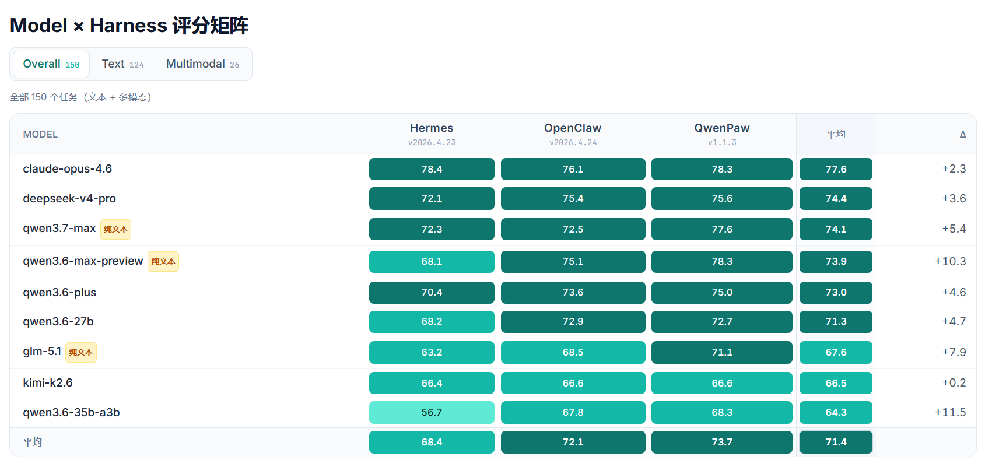 Model × Harness 评分矩阵
Overall 150 Text 124 Multimodal 26
全部 150 个任务（文本 + 多模态）
MODEL Hermes v2026.4.23 OpenClaw v2026.4.24 QwenPaw v1.1.3 平均 Δ
claude-opus-4.6 78.4 76.1 78.3 77.6 +2.3
deepseek-v4-pro 72.1 75.4 75.6 74.4 +3.6
qwen3.7-max 纯文本 72.3 72.5 77.6 74.1 +5.4
qwen3.6-max-preview 纯文本 68.1 75.1 78.3 73.9 +10.3
qwen3.6-plus 70.4 73.6 75.0 73.0 +4.6
qwen3.6-27b 68.2 72.9 72.7 71.3 +4.7
glm-5.1 纯文本 63.2 68.5 71.1 67.6 +7.9
kimi-k2.6 66.4 66.6 66.6 66.5 +0.2
qwen3.6-35b-a3b 56.7 67.8 68.3 64.3 +11.5
平均 68.4 72.1 73.7 71.4